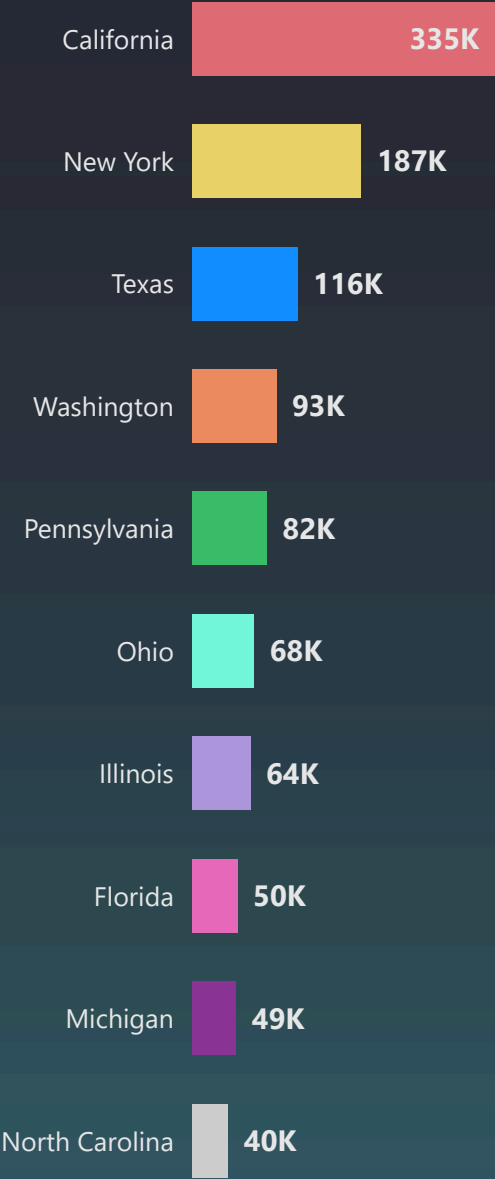 California 335K
New York 187K
Texas 116K
Washington 93K
Pennsylvania 82K
Ohio 68K
Illinois 64K
Florida 50K
Michigan 49K
North Carolina 40K